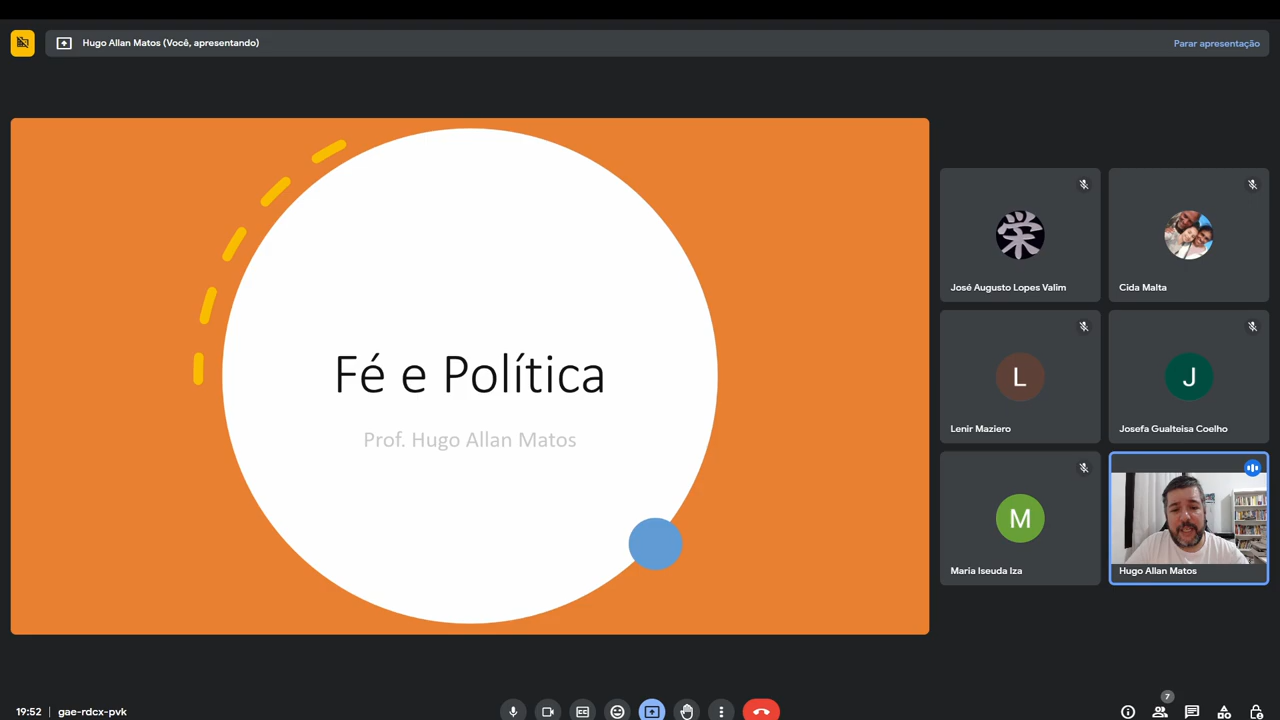 Hugo Allan Matos (Você, apresentando)
Parar apresentação
Fé e Política
Prof. Hugo Allan Matos
栄
José Augusto Lopes Valim
Cida Malta
L
Lenir Maziero
J
Josefa Gualteisa Coelho
M
Maria Iseuda Iza
Hugo Allan Matos
19:52 | gae-rdcx-pvk
7